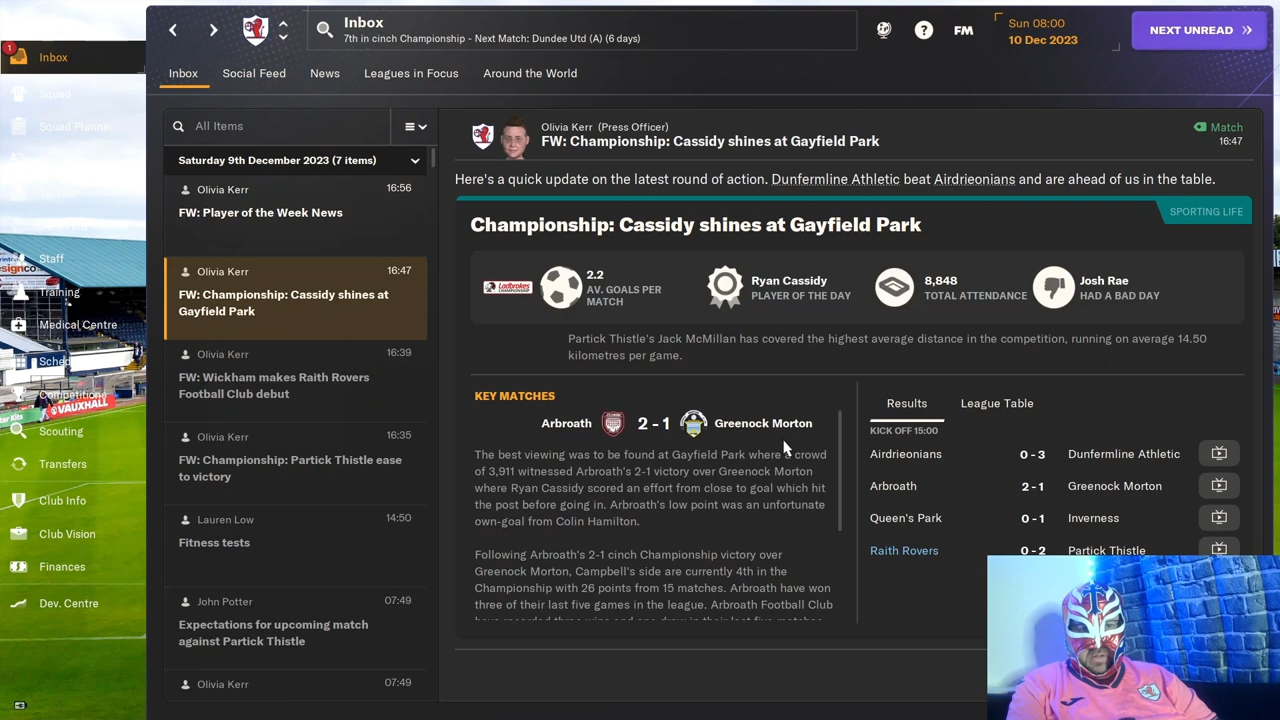 Inbox
7th in cinch Championship - Next Match: Dundee Utd (A) (6 days)
FM
Sun 08:00
10 Dec 2023
NEXT UNREAD
1
Inbox
Squad
Squad Planner
Staff
Training
Medical Centre
Sched
Competitions
VAUXHALL
Scouting
Transfers
Club Info
Club Vision
Finances
Dev. Centre
Inbox
Social Feed
News
Leagues in Focus
Around the World
All Items
Saturday 9th December 2023 (7 items)
Olivia Kerr 16:56
FW: Player of the Week News
Olivia Kerr 16:47
FW: Championship: Cassidy shines at
Gayfield Park
Olivia Kerr 16:39
FW: Wickham makes Raith Rovers
Football Club debut
Olivia Kerr 16:35
FW: Championship: Partick Thistle ease
to victory
Lauren Low 14:50
Fitness tests
John Potter 07:49
Expectations for upcoming match
against Partick Thistle
Olivia Kerr 07:49
Olivia Kerr (Press Officer)
FW: Championship: Cassidy shines at Gayfield Park
Match
16:47
Here's a quick update on the latest round of action. Dunfermline Athletic beat Airdrieonians and are ahead of us in the table.
SPORTING LIFE
Championship: Cassidy shines at Gayfield Park
2.2
AV. GOALS PER
MATCH
Ryan Cassidy
PLAYER OF THE DAY
8,848
TOTAL ATTENDANCE
Josh Rae
HAD A BAD DAY
Partick Thistle's Jack McMillan has covered the highest average distance in the competition, running on average 14.50
kilometres per game.
KEY MATCHES
Arbroath 2 - 1 Greenock Morton
The best viewing was to be found at Gayfield Park where a crowd
of 3,911 witnessed Arbroath's 2-1 victory over Greenock Morton
where Ryan Cassidy scored an effort from close to goal which hit
the post before going in. Arbroath's low point was an unfortunate
own-goal from Colin Hamilton.
Following Arbroath's 2-1 cinch Championship victory over
Greenock Morton, Campbell's side are currently 4th in the
Championship with 26 points from 15 matches. Arbroath have won
three of their last five games in the league. Arbroath Football Club
Results
League Table
KICK OFF 15:00
Airdrieonians 0 - 3 Dunfermline Athletic
Arbroath 2 - 1 Greenock Morton
Queen's Park 0 - 1 Inverness
Raith Rovers 0 - 2 Partick Thistle